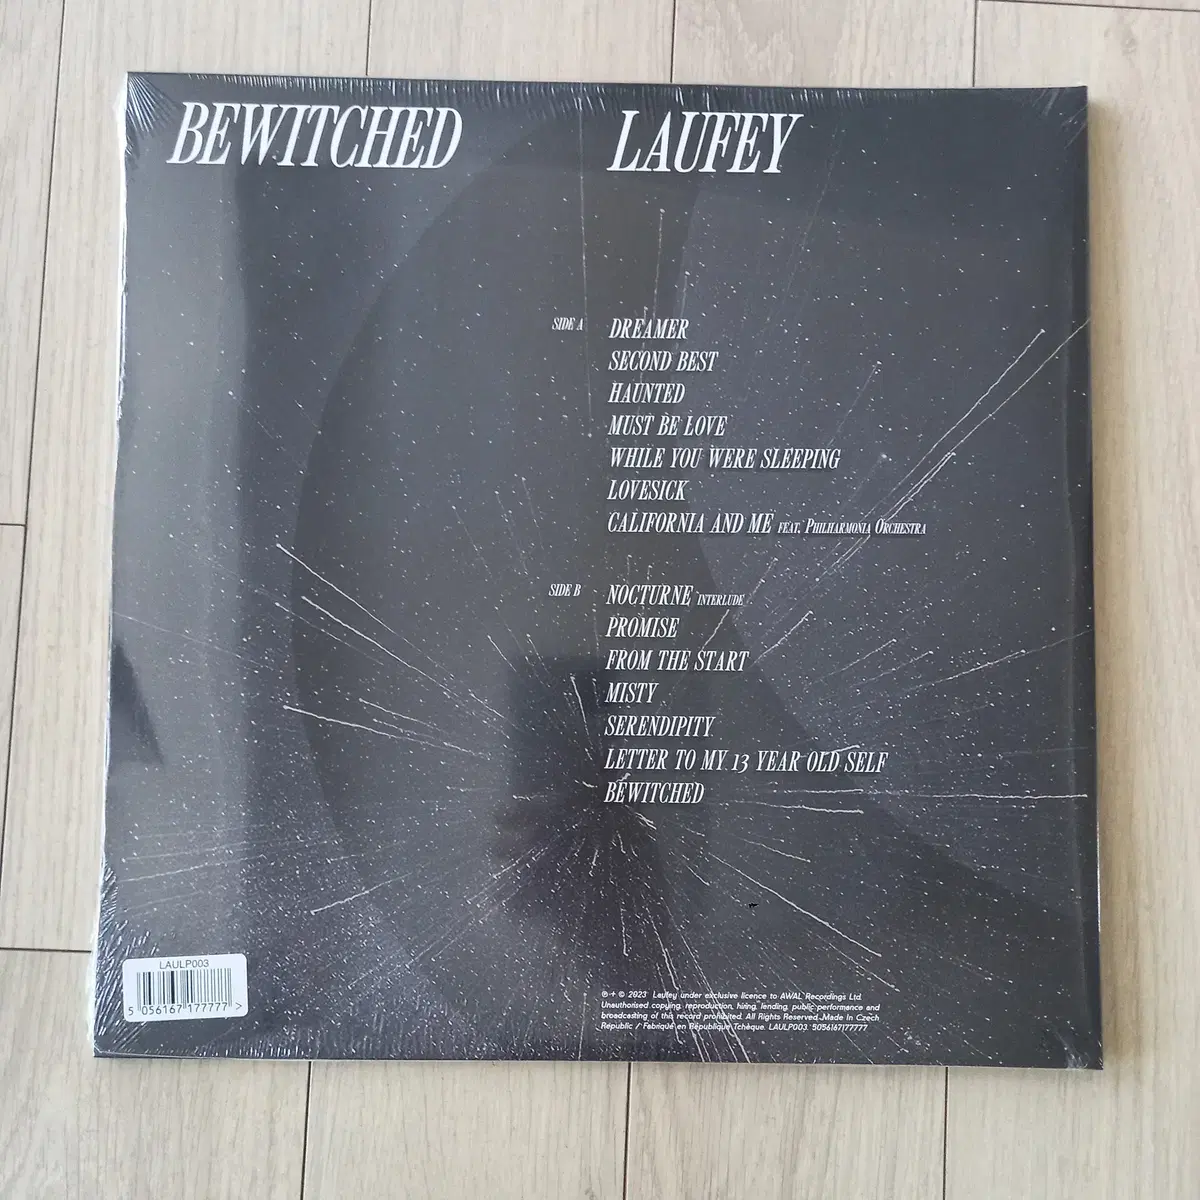 BEWITCHED
LAUFEY
SIDE A
DREAMER
SECOND BEST
HAUNTED
MUST BE LOVE
WHILE YOU WERE SLEEPING
LOVESICK
CALIFORNIA AND ME FEAT. PHILHARMONIA ORCHESTRA
SIDE B
NOCTURNE INTERLUDE
PROMISE
FROM THE START
MISTY
SERENDIPITY
LETTER TO MY 13 YEAR OLD SELF
BEWITCHED
LAULP003
5 056167 177777 >
℗ + © 2023 Laufey under exclusive licence to AWAL Recordings Ltd.
Unauthorised copying, reproduction, hiring, lending, public performance and
broadcasting of this record prohibited. All Rights Reserved. Made in Czech
Republic / Fabriqué en République Tchèque. LAULP003. 5056167177777